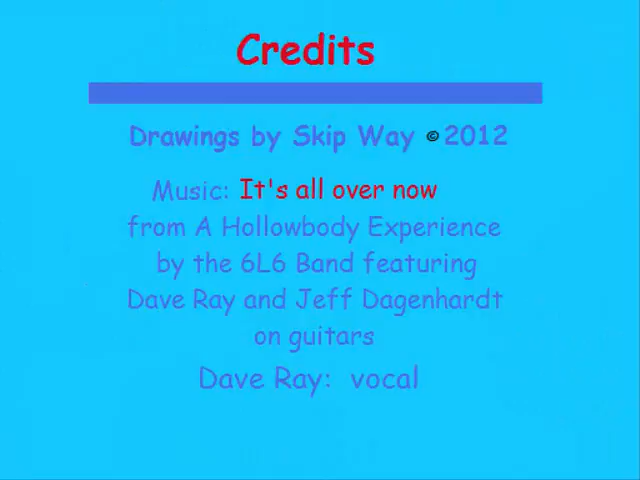 Credits
Drawings by Skip Way © 2012
Music: It's all over now
from A Hollowbody Experience
by the 6L6 Band featuring
Dave Ray and Jeff Dagenhardt
on guitars
Dave Ray: vocal